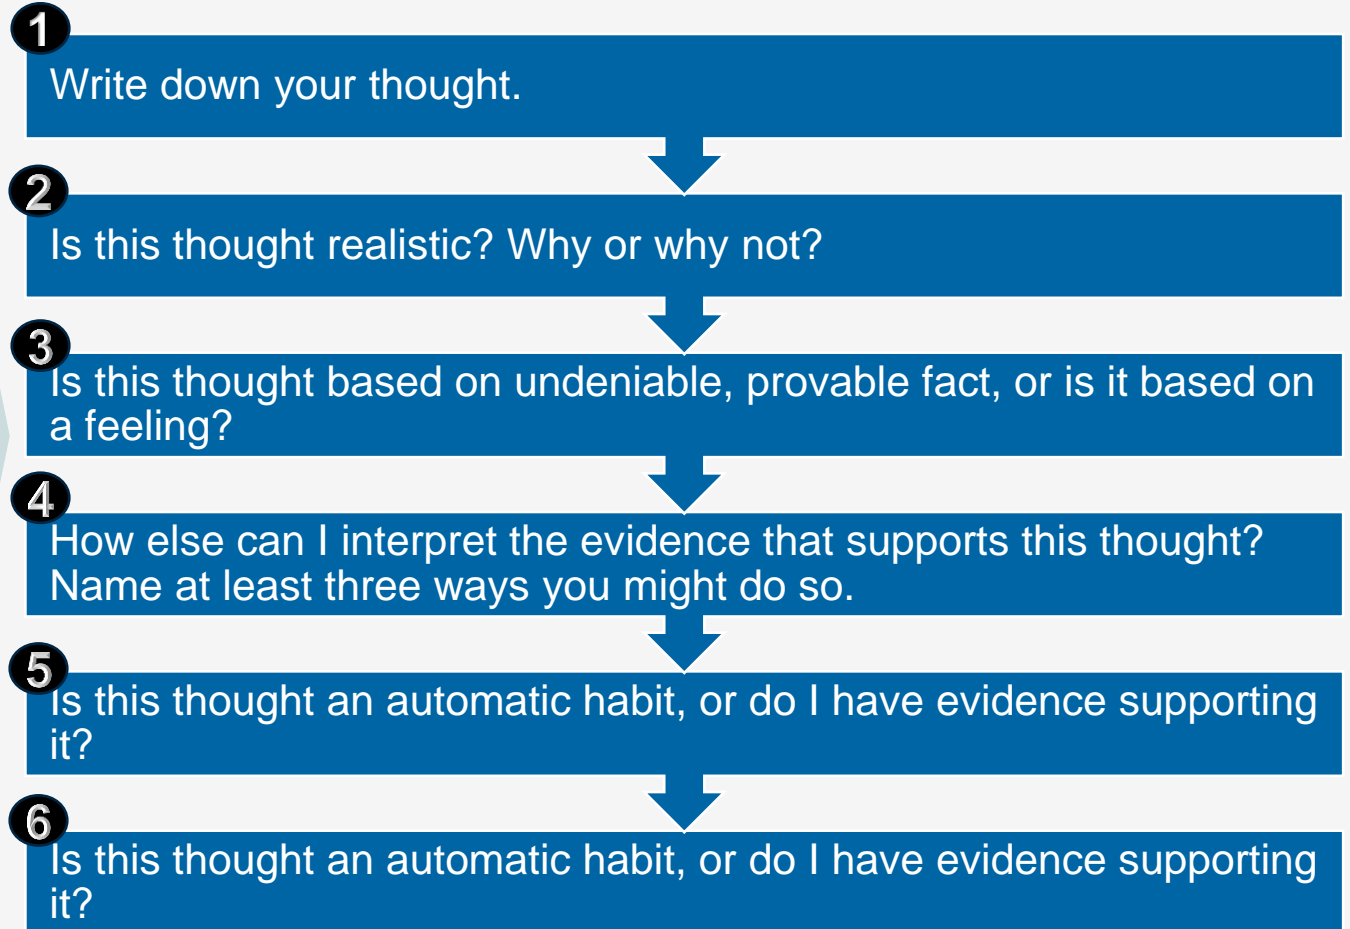 1
Write down your thought.
2
Is this thought realistic? Why or why not?
3
Is this thought based on undeniable, provable fact, or is it based on
a feeling?
4
How else can I interpret the evidence that supports this thought?
Name at least three ways you might do so.
5
Is this thought an automatic habit, or do I have evidence supporting
it?
6
Is this thought an automatic habit, or do I have evidence supporting
it?